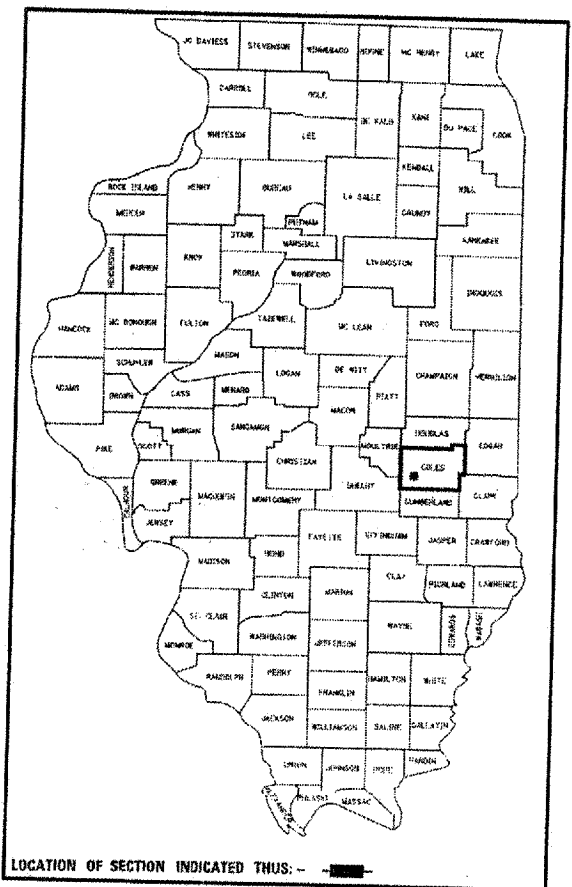 JO DAVIESS STEVENSON WINNEBAGO BOONE MC HENRY LAKE
CARROLL OGLE
DE KALB KANE DU PAGE COOK
WHITESIDE LEE
KENDALL
ROCK ISLAND HENRY BUREAU LA SALLE WILL
MERCER GRUNDY
PUTNAM
STARK KANKAKEE
MARSHALL
HENDERSON WARREN KNOX LIVINGSTON
PEORIA WOODFORD
IROQUOIS
HANCOCK MC DONOUGH FULTON TAZEWELL MC LEAN FORD
MASON
SCHUYLER
ADAMS LOGAN DE WITT CHAMPAIGN VERMILION
BROWN CASS MENARD
MACON PIATT
MORGAN SANGAMON
DOUGLAS
PIKE SCOTT CHRISTIAN MOULTRIE EDGAR
COLES
GREENE SHELBY
CALHOUN MACOUPIN MONTGOMERY CUMBERLAND CLARK
JERSEY
FAYETTE EFFINGHAM JASPER CRAWFORD
MADISON BOND
CLAY
CLINTON MARION RICHLAND LAWRENCE
ST. CLAIR
WAYNE EDWARDS WABASH
WASHINGTON JEFFERSON
MONROE
RANDOLPH PERRY HAMILTON WHITE
FRANKLIN
JACKSON WILLIAMSON SALINE GALLATIN
HARDIN
UNION JOHNSON POPE
ALEXANDER PULASKI MASSAC
LOCATION OF SECTION INDICATED THUS: -